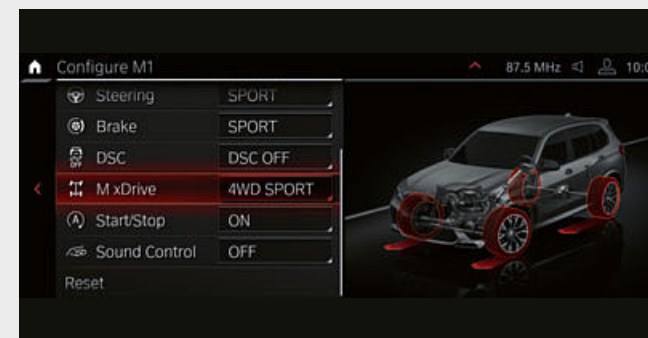 Configure M1
87.5 MHz
Steering SPORT
Brake SPORT
DSC DSC OFF
M xDrive 4WD SPORT
Start/Stop ON
Sound Control OFF
Reset